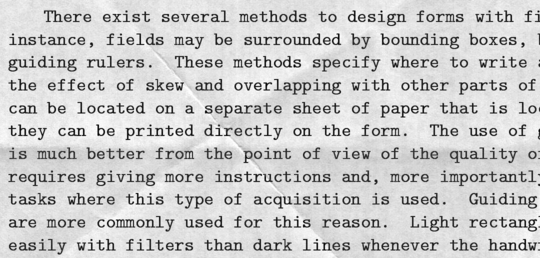 There exist several methods to design forms with
instance, fields may be surrounded by bounding boxes,
guiding rulers. These methods specify where to write
the effect of skew and overlapping with other parts of
can be located on a separate sheet of paper that is
they can be printed directly on the form. The use of
is much better from the point of view of the quality
requires giving more instructions and, more importantly
tasks where this type of acquisition is used. Guiding
are more commonly used for this reason. Light
easily with filters than dark lines whenever the